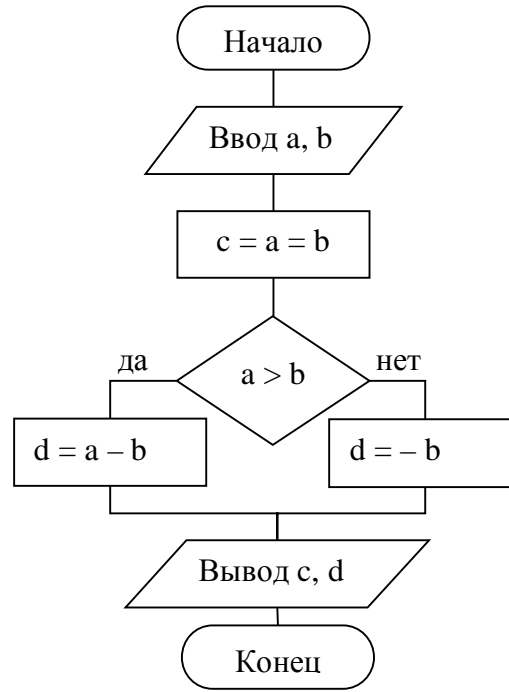 Начало
Ввод a, b
c = a = b
да
a > b
нет
d = a – b
d = – b
Вывод c, d
Конец